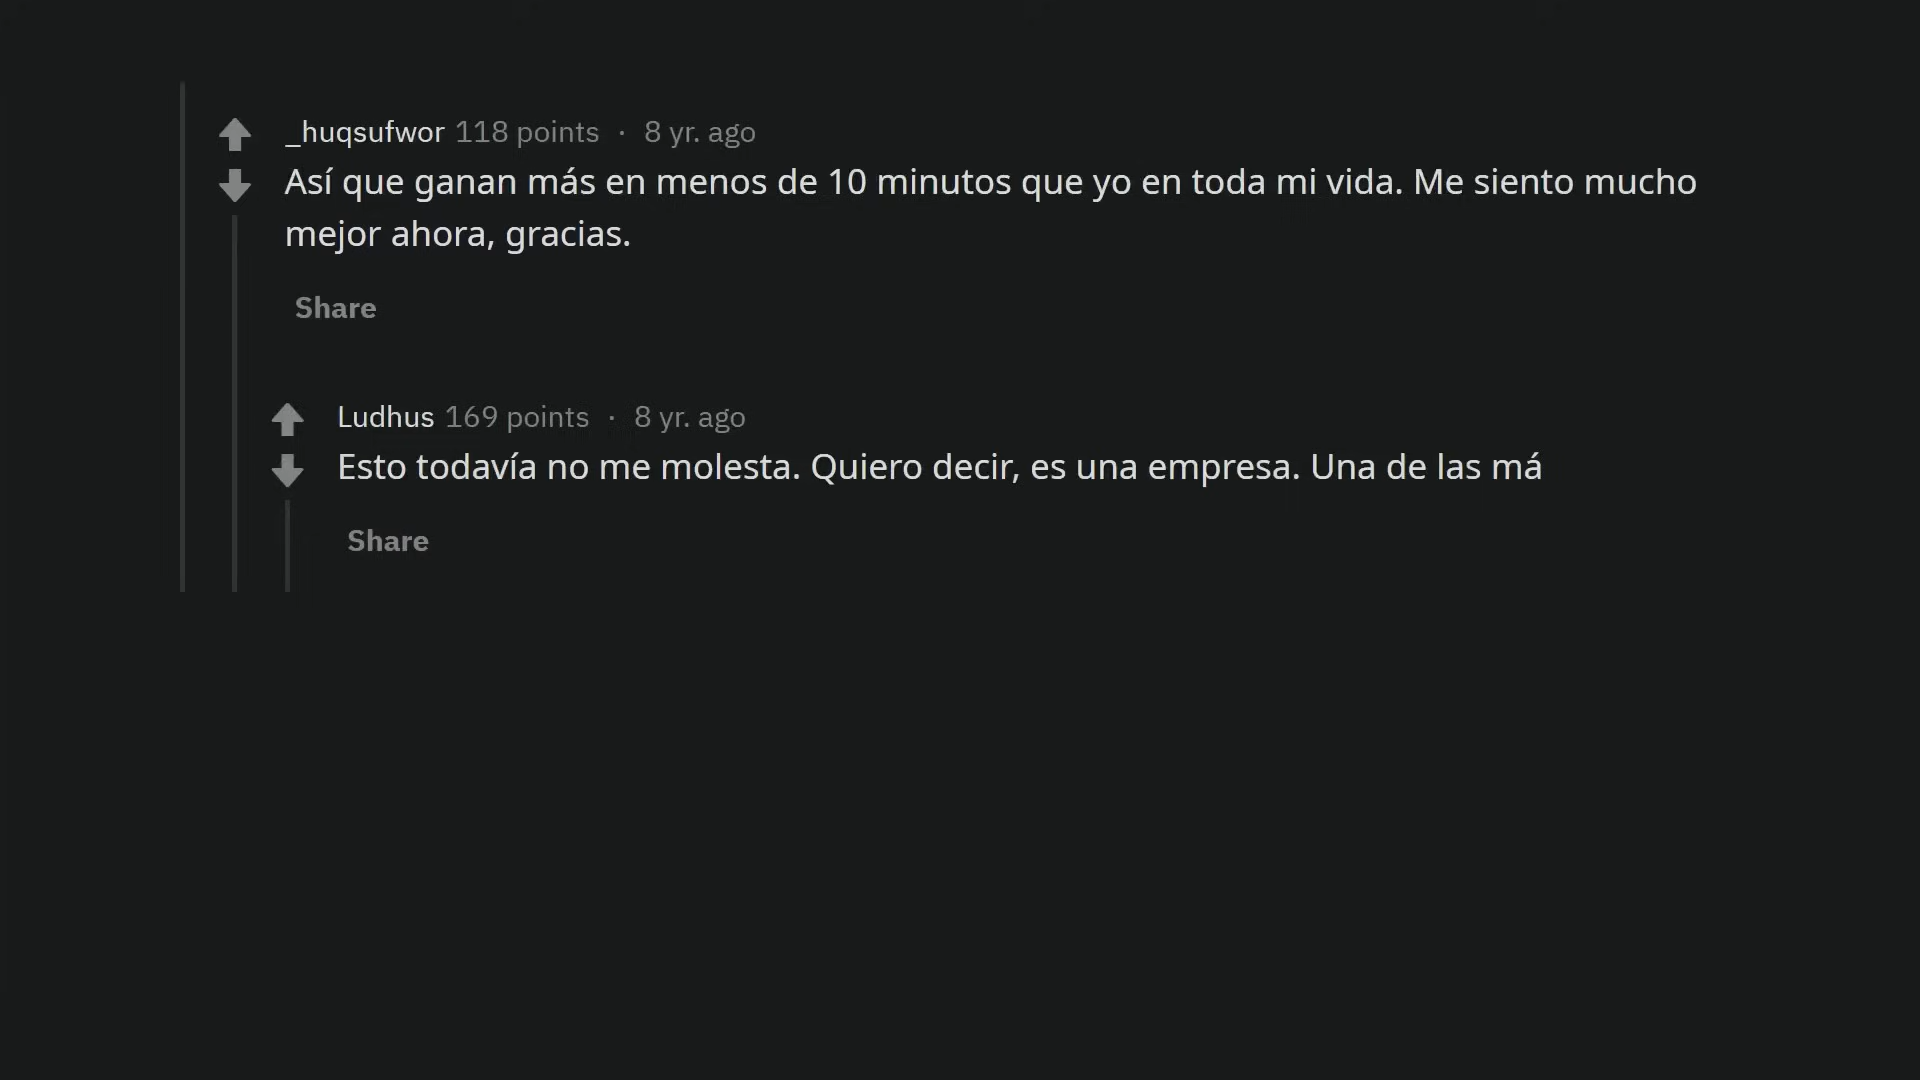 _huqsufwor 118 points · 8 yr. ago
Así que ganan más en menos de 10 minutos que yo en toda mi vida. Me siento mucho
mejor ahora, gracias.
Share
Ludhus 169 points · 8 yr. ago
Esto todavía no me molesta. Quiero decir, es una empresa. Una de las má
Share